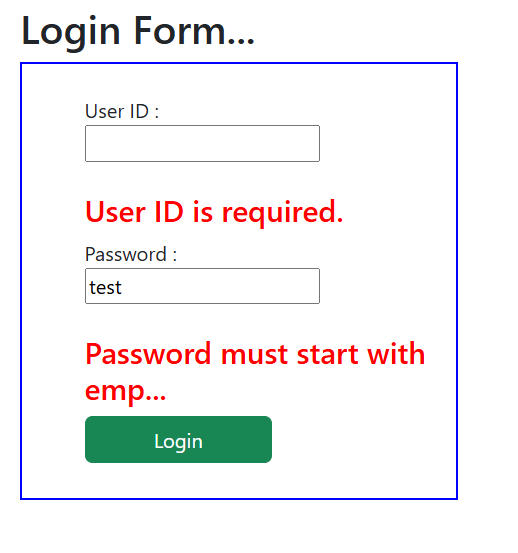 Login Form...
User ID :
User ID is required.
Password :
test
Password must start with
emp...
Login